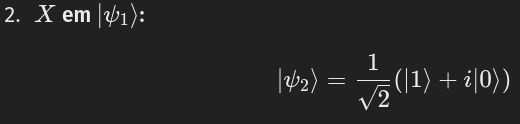 2. X em |ψ₁⟩:
|ψ₂⟩ = 1/√2 (|1⟩ + i|0⟩)